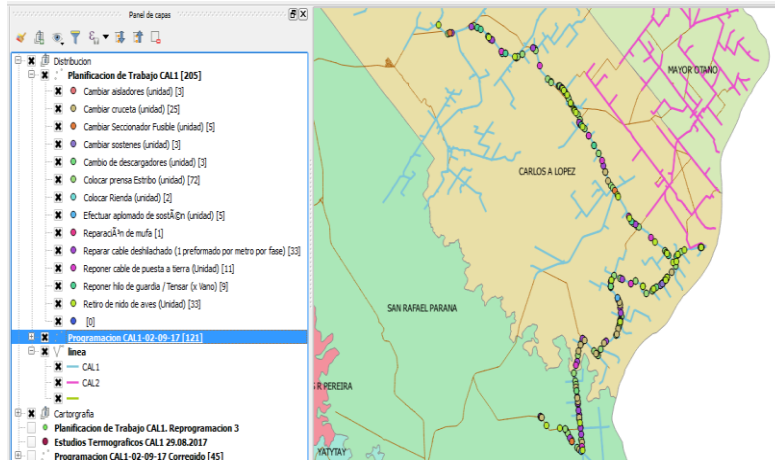 Panel de capas
Distribucion
Planificacion de Trabajo CAL1 [205]
Cambiar aisladores (unidad) [3]
Cambiar cruceta (unidad) [25]
Cambiar Seccionador Fusible (unidad) [5]
Cambiar sostenes (unidad) [3]
Cambio de descargadores (unidad) [3]
Colocar prensa Estribo (unidad) [72]
Colocar Rienda (unidad) [2]
Efectuar aplomado de sostÃ©n (unidad) [5]
ReparaciÃ³n de mufa [1]
Reparar cable deshilachado (1 preformado por metro por fase) [33]
Reponer cable de puesta a tierra (Unidad) [11]
Reponer hilo de guardia / Tensar (x Vano) [9]
Retiro de nido de aves (Unidad) [33]
[0]
Programacion CAL1-02-09-17 [121]
linea
CAL1
CAL2
Cartorgrafia
Planificacion de Trabajo CAL1. Reprogramacion 3
Estudios Termograficos CAL1 29.08.2017
Programacion CAL1-02-09-17 Corregido [45]
MAYOR OTANO
CARLOS A LOPEZ
SAN RAFAEL PARANA
R PEREIRA
YATYTAY